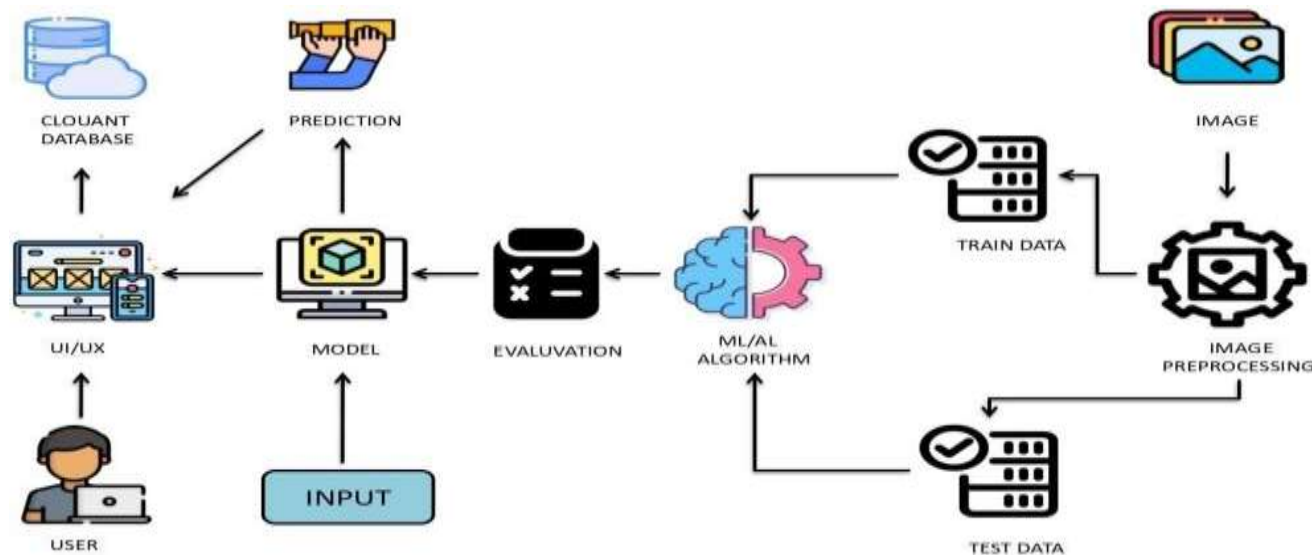 CLOUANT
DATABASE
PREDICTION
IMAGE
TRAIN DATA
UI/UX
MODEL
EVALUVATION
ML/AL
ALGORITHM
IMAGE
PREPROCESSING
INPUT
USER
TEST DATA